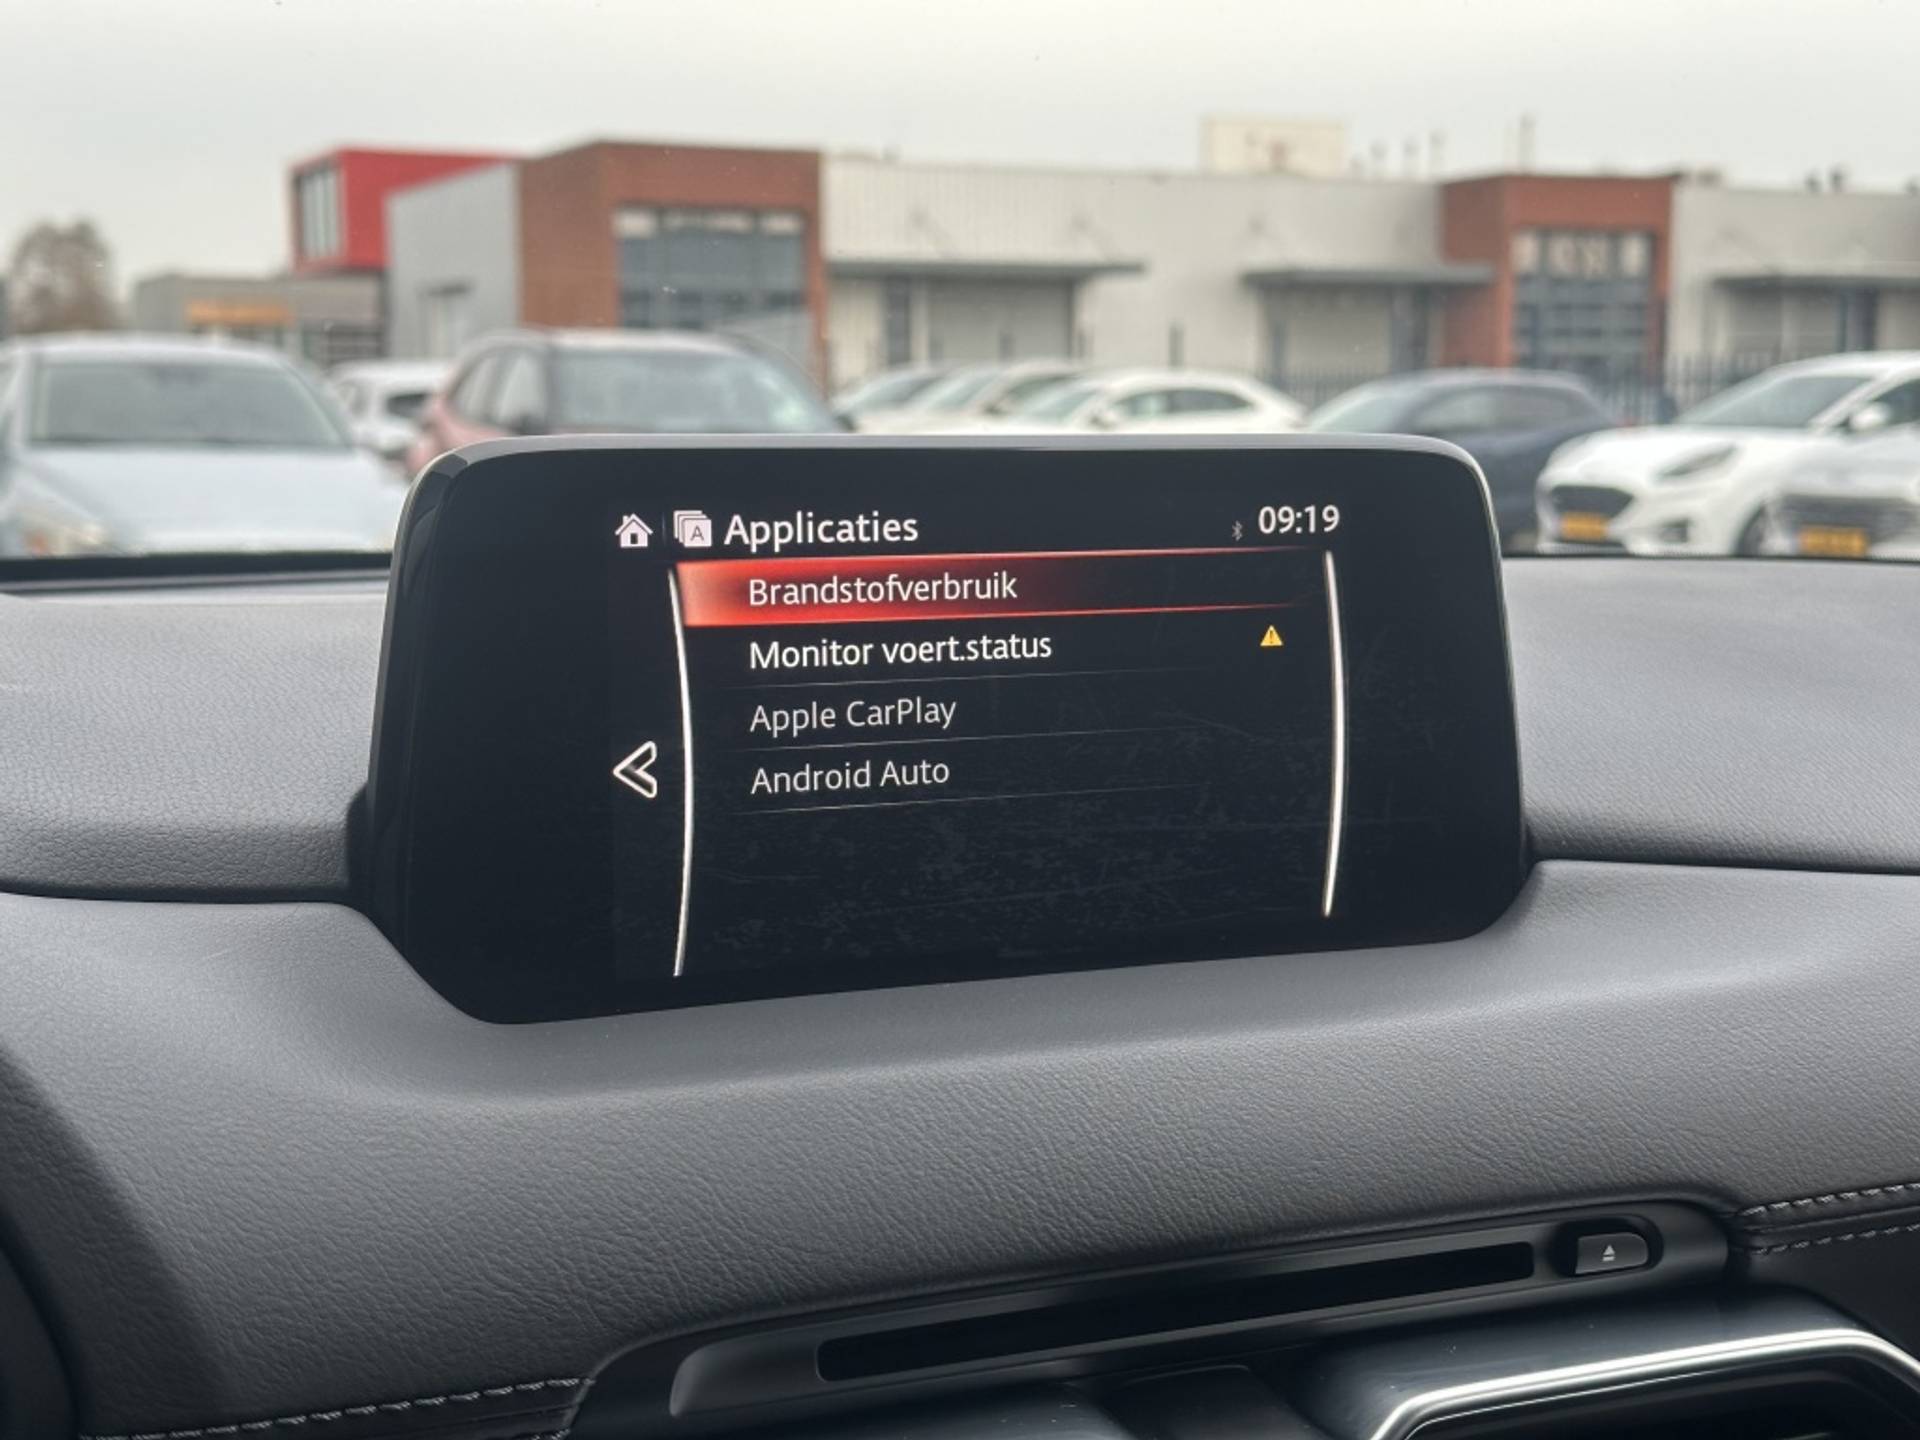 Applicaties
09:19
Brandstofverbruik
Monitor voert.status
Apple CarPlay
Android Auto